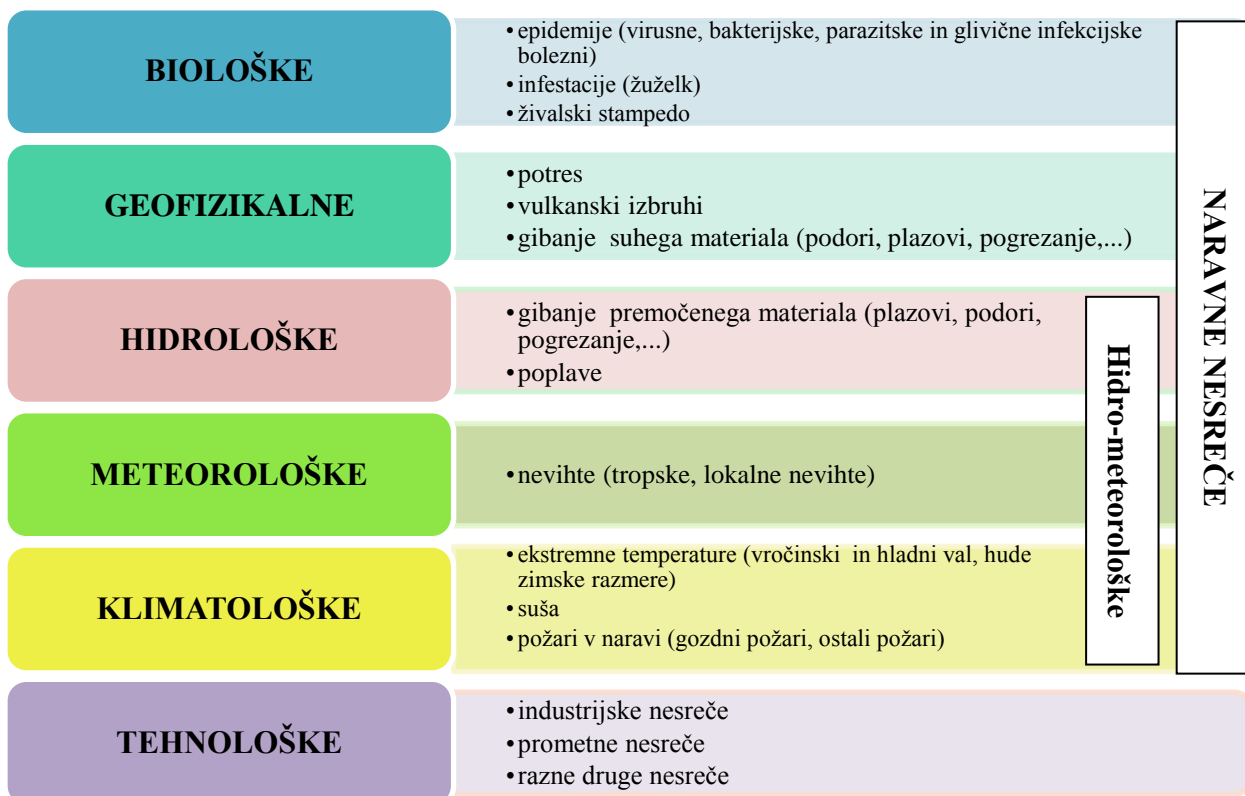 BIOLOŠKE
• epidemije (virusne, bakterijske, parazitske in glivične infekcijske
bolezni)
• infestacije (žuželk)
• živalski stampedo
GEOFIZIKALNE
• potres
• vulkanski izbruhi
• gibanje suhega materiala (podori, plazovi, pogrezanje,...)
HIDROLOŠKE
• gibanje premočenega materiala (plazovi, podori,
pogrezanje,...)
• poplave
METEOROLOŠKE
• nevihte (tropske, lokalne nevihte)
KLIMATOLOŠKE
• ekstremne temperature (vročinski in hladni val, hude
zimske razmere)
• suša
• požari v naravi (gozdni požari, ostali požari)
TEHNOLOŠKE
• industrijske nesreče
• prometne nesreče
• razne druge nesreče
Hidro-meteorološke
NARAVNE NESREČE